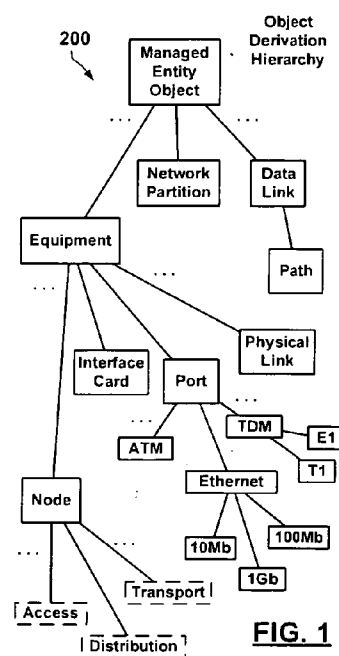 200
Object
Derivation
Hierarchy
Managed
Entity
Object
...
...
Network
Partition
Data
Link
Equipment
Path
...
...
Interface
Card
Port
Physical
Link
...
...
ATM
TDM
E1
T1
Ethernet
Node
10Mb
1Gb
100Mb
...
...
Access
Distribution
Transport
FIG. 1